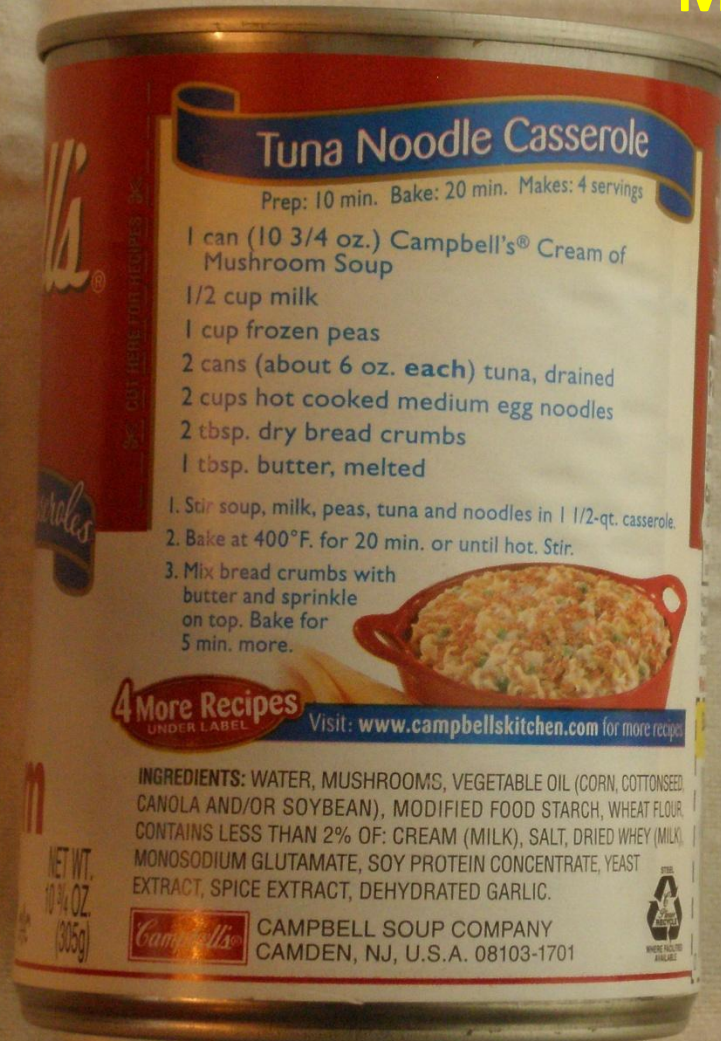 Tuna Noodle Casserole
Prep: 10 min. Bake: 20 min. Makes: 4 servings
1 can (10 3/4 oz.) Campbell's® Cream of
Mushroom Soup
1/2 cup milk
1 cup frozen peas
2 cans (about 6 oz. each) tuna, drained
2 cups hot cooked medium egg noodles
2 tbsp. dry bread crumbs
1 tbsp. butter, melted
1. Stir soup, milk, peas, tuna and noodles in 1 1/2-qt. casserole.
2. Bake at 400°F. for 20 min. or until hot. Stir.
3. Mix bread crumbs with
butter and sprinkle
on top. Bake for
5 min. more.
4 More Recipes
UNDER LABEL
Visit: www.campbellskitchen.com for more recipes
INGREDIENTS: WATER, MUSHROOMS, VEGETABLE OIL (CORN, COTTONSEED,
CANOLA AND/OR SOYBEAN), MODIFIED FOOD STARCH, WHEAT FLOUR,
CONTAINS LESS THAN 2% OF: CREAM (MILK), SALT, DRIED WHEY (MILK),
MONOSODIUM GLUTAMATE, SOY PROTEIN CONCENTRATE, YEAST
EXTRACT, SPICE EXTRACT, DEHYDRATED GARLIC.
Campbell's®
CAMPBELL SOUP COMPANY
CAMDEN, NJ, U.S.A. 08103-1701
STEEL
WHERE FACILITIES
AVAILABLE
CUT HERE FOR RECIPES
l's®
eroles
m
NET WT.
10 3/4 OZ.
(305g)
M